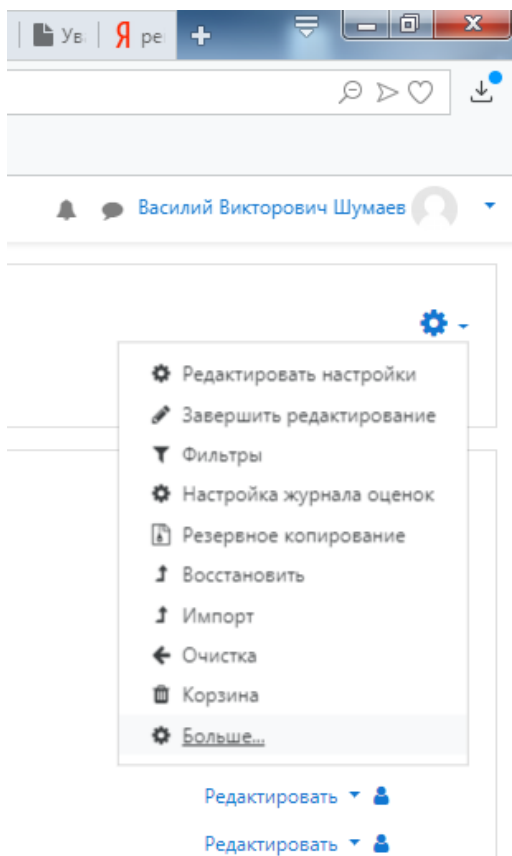 Ув
Я ре
Василий Викторович Шумаев
Редактировать настройки
Завершить редактирование
Фильтры
Настройка журнала оценок
Резервное копирование
Восстановить
Импорт
Очистка
Корзина
Больше...
Редактировать
Редактировать